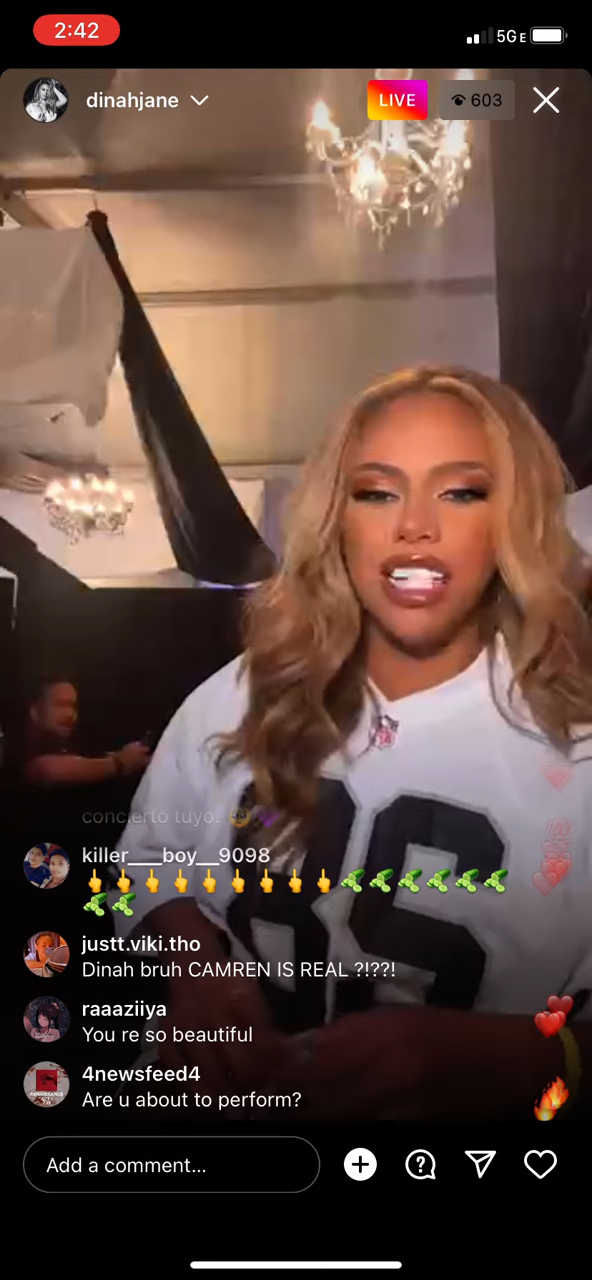 2:42
5G E
dinahjane
LIVE
603
concierto tuyo.
killer___boy__9098
justt.viki.tho
Dinah bruh CAMREN IS REAL ?!??!
raaaziiya
You re so beautiful
4newsfeed4
Are u about to perform?
Add a comment...